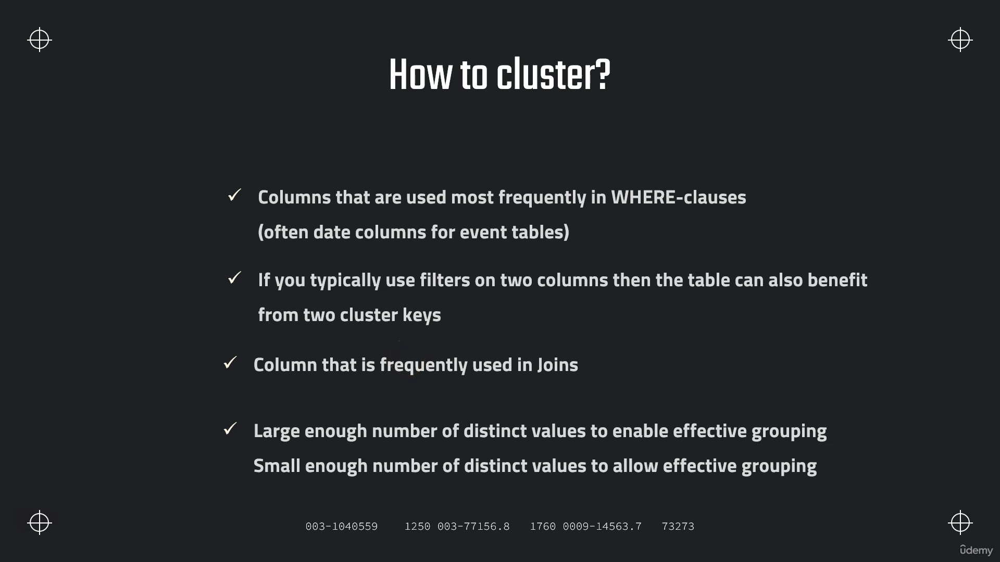 How to cluster?
✓ Columns that are used most frequently in WHERE-clauses
(often date columns for event tables)
✓ If you typically use filters on two columns then the table can also benefit
from two cluster keys
✓ Column that is frequently used in Joins
✓ Large enough number of distinct values to enable effective grouping
Small enough number of distinct values to allow effective grouping
003-1040559 1250 003-77156.8 1760 0009-14563.7 73273
ûdemy